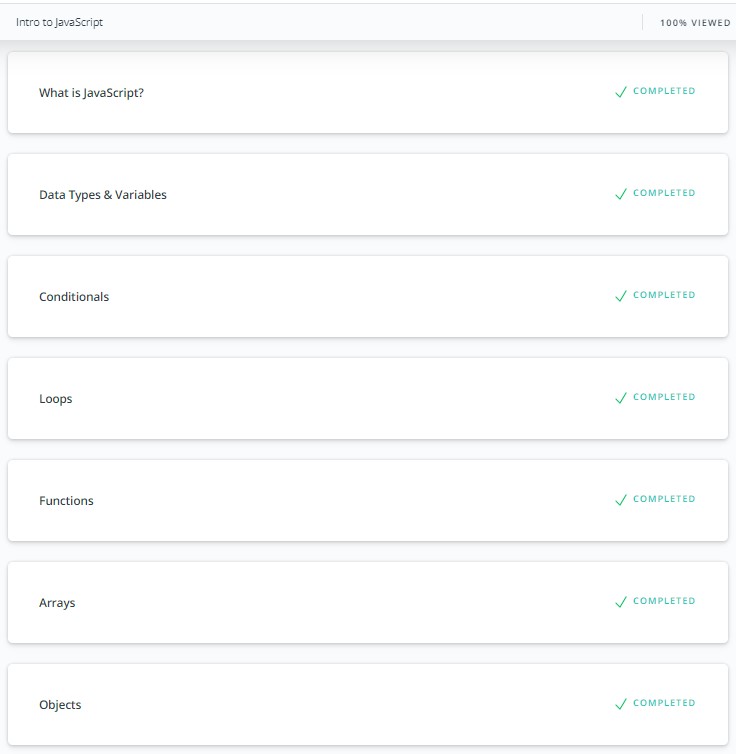 Intro to JavaScript
100% VIEWED
What is JavaScript?
COMPLETED
Data Types & Variables
COMPLETED
Conditionals
COMPLETED
Loops
COMPLETED
Functions
COMPLETED
Arrays
COMPLETED
Objects
COMPLETED